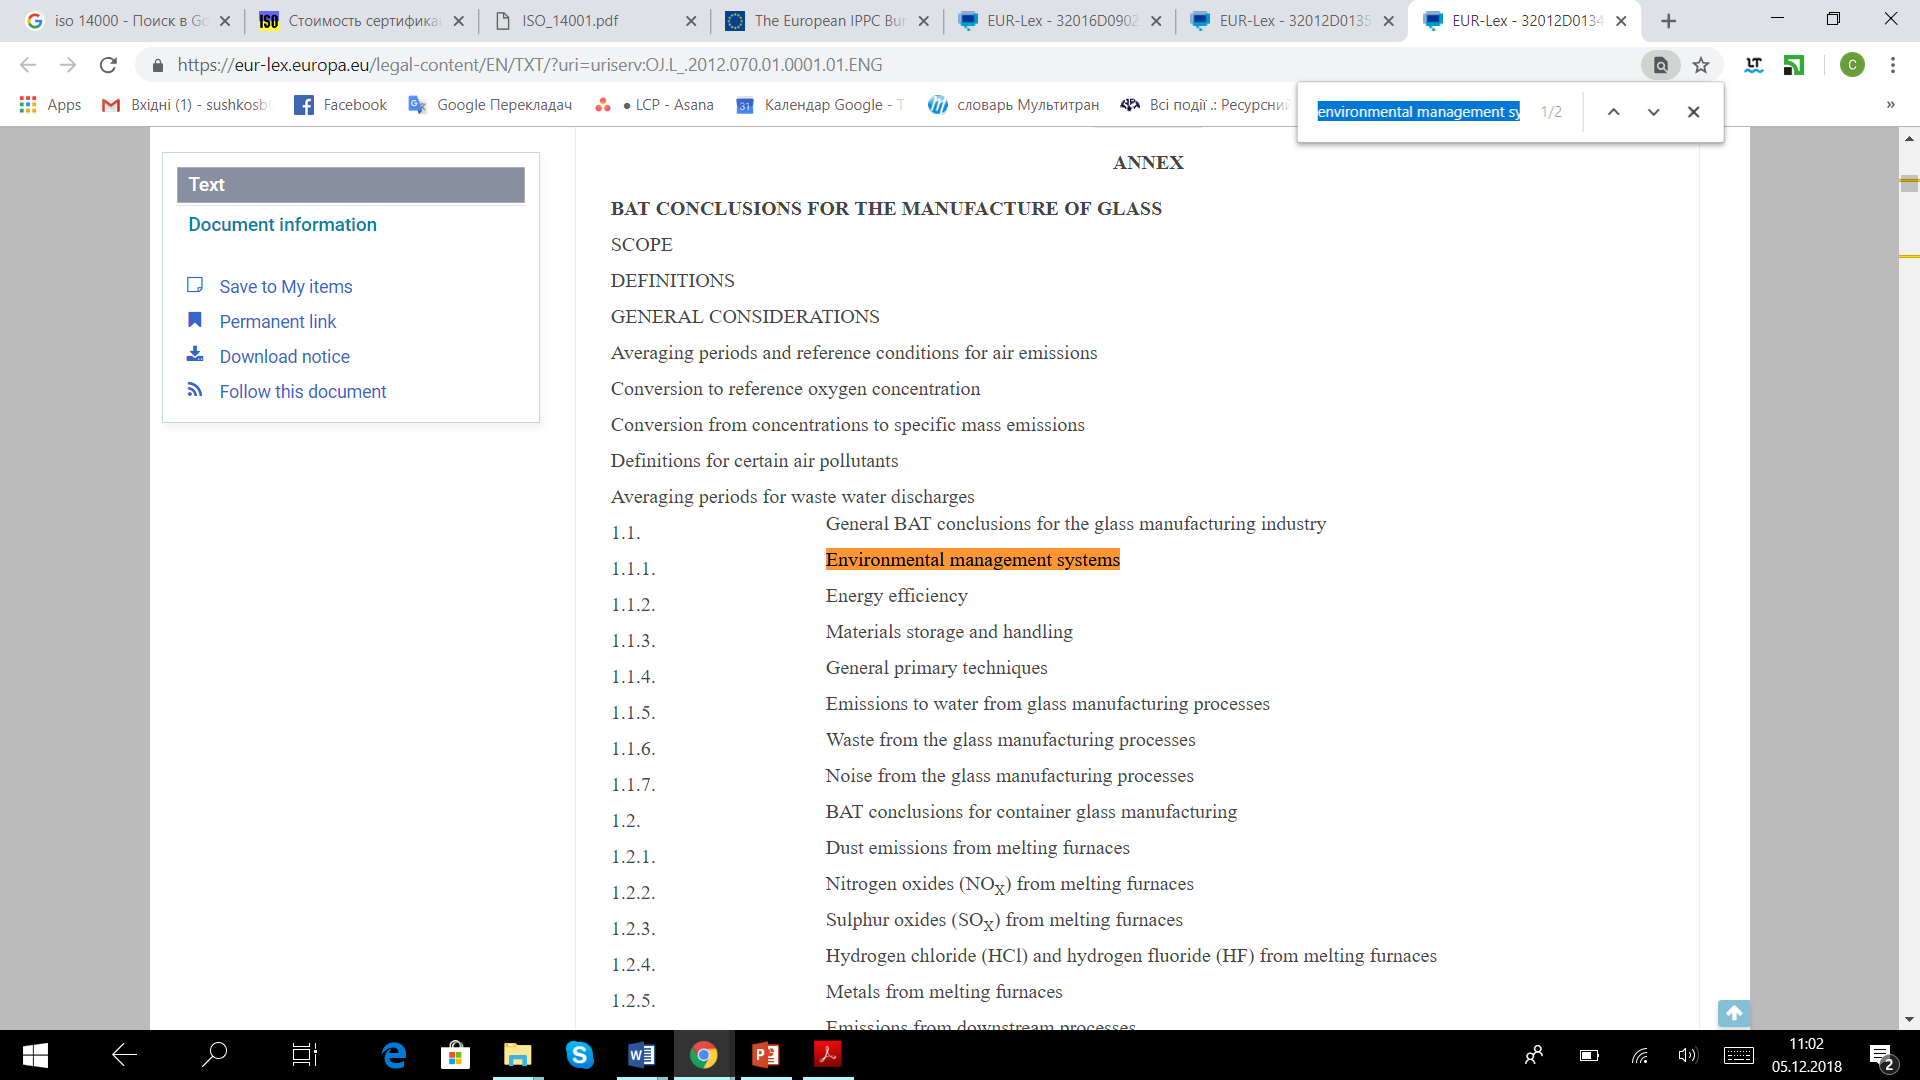 iso 14000 - Поиск в Go
Стоимость сертифика
ISO_14001.pdf
The European IPPC Bur
EUR-Lex - 32016D0902
EUR-Lex - 32012D0135
EUR-Lex - 32012D0134
https://eur-lex.europa.eu/legal-content/EN/TXT/?uri=uriserv:OJ.L_.2012.070.01.0001.01.ENG
C
Apps
Вхідні (1) - sushkosb
Facebook
Google Перекладач
• LCP - Asana
Календар Google - Т
словарь Мультитран
Всі події .: Ресурсний
»
environmental management sy
1/2
Text
Document information
Save to My items
Permanent link
Download notice
Follow this document
ANNEX
BAT CONCLUSIONS FOR THE MANUFACTURE OF GLASS
SCOPE
DEFINITIONS
GENERAL CONSIDERATIONS
Averaging periods and reference conditions for air emissions
Conversion to reference oxygen concentration
Conversion from concentrations to specific mass emissions
Definitions for certain air pollutants
Averaging periods for waste water discharges
1.1. General BAT conclusions for the glass manufacturing industry
1.1.1. Environmental management systems
1.1.2. Energy efficiency
1.1.3. Materials storage and handling
1.1.4. General primary techniques
1.1.5. Emissions to water from glass manufacturing processes
1.1.6. Waste from the glass manufacturing processes
1.1.7. Noise from the glass manufacturing processes
1.2. BAT conclusions for container glass manufacturing
1.2.1. Dust emissions from melting furnaces
1.2.2. Nitrogen oxides (NOX) from melting furnaces
1.2.3. Sulphur oxides (SOX) from melting furnaces
1.2.4. Hydrogen chloride (HCl) and hydrogen fluoride (HF) from melting furnaces
1.2.5. Metals from melting furnaces
Emissions from downstream processes
11:02
05.12.2018
2